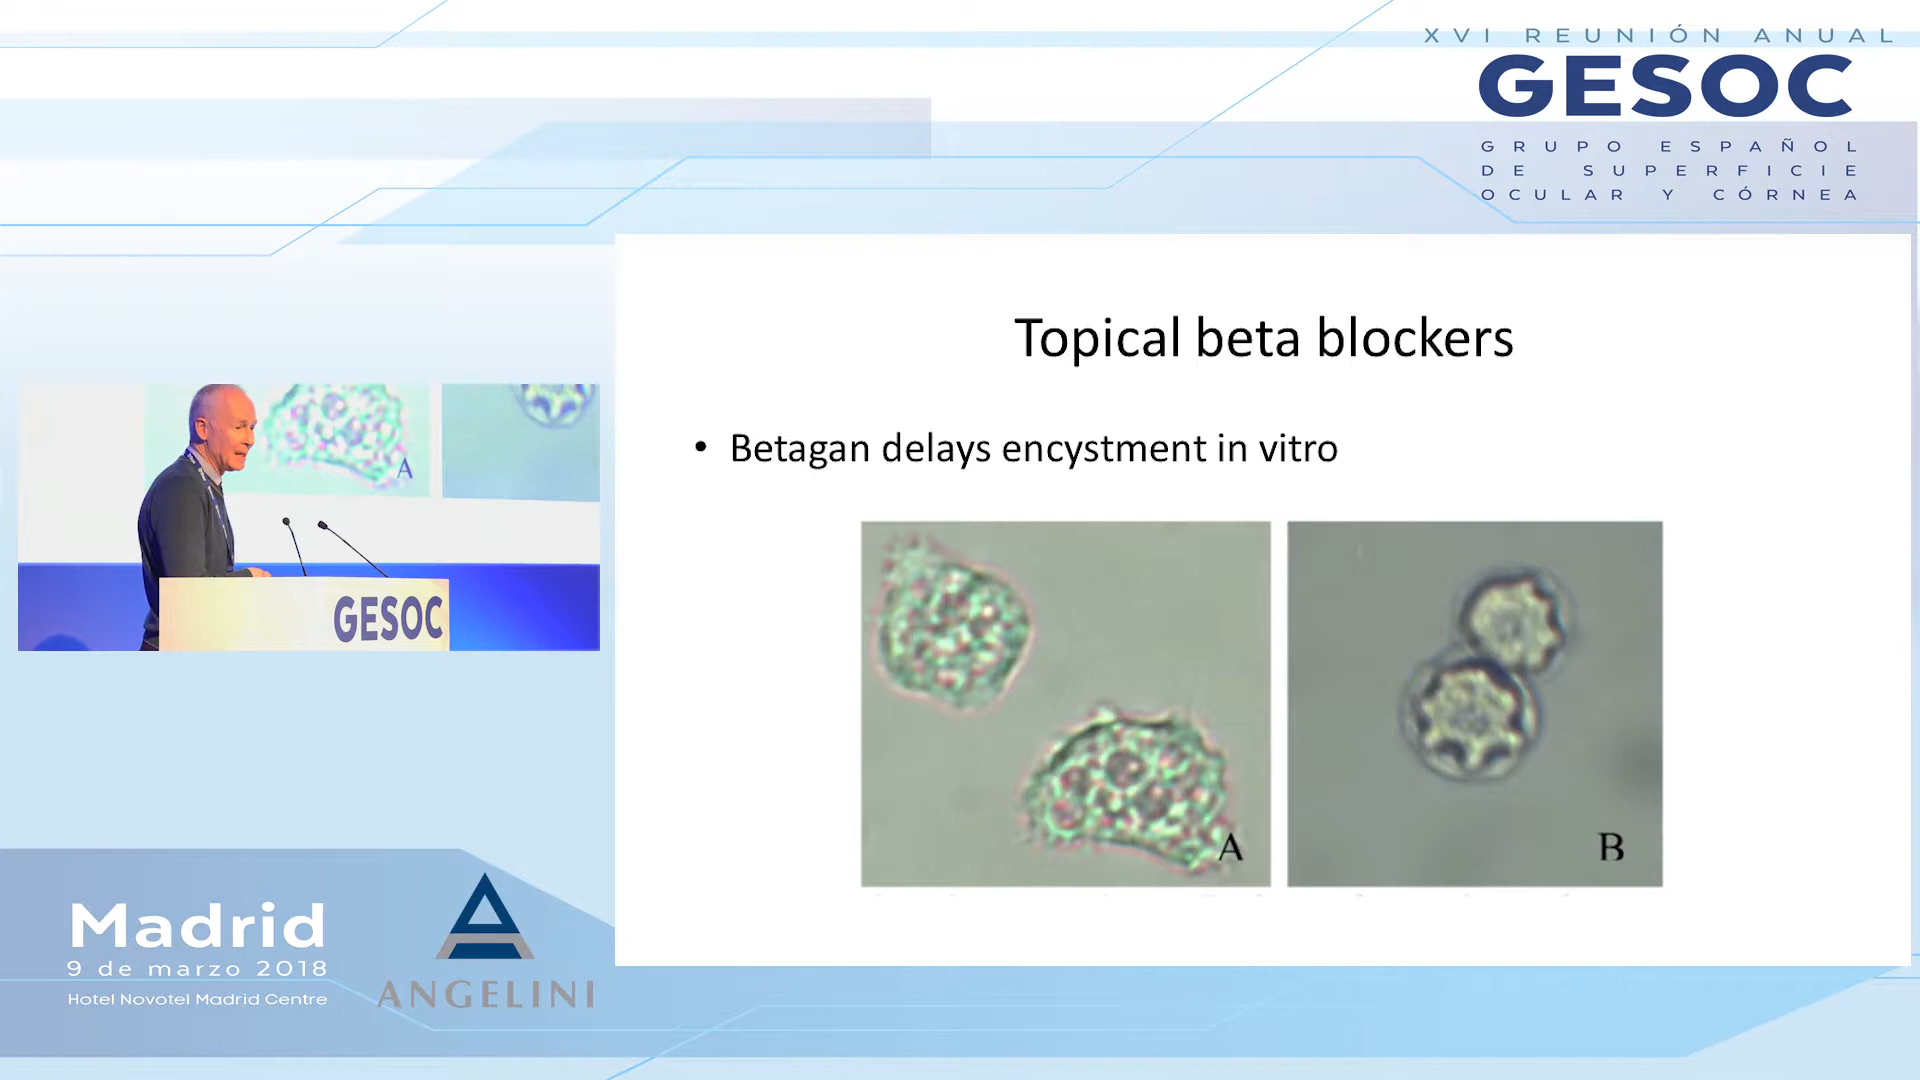 XVI REUNIÓN ANUAL
GESOC
GRUPO ESPAÑOL
DE SUPERFICIE
OCULAR Y CÓRNEA
Topical beta blockers
• Betagan delays encystment in vitro
A
B
A
GESOC
Madrid
9 de marzo 2018
Hotel Novotel Madrid Centre
ANGELINI